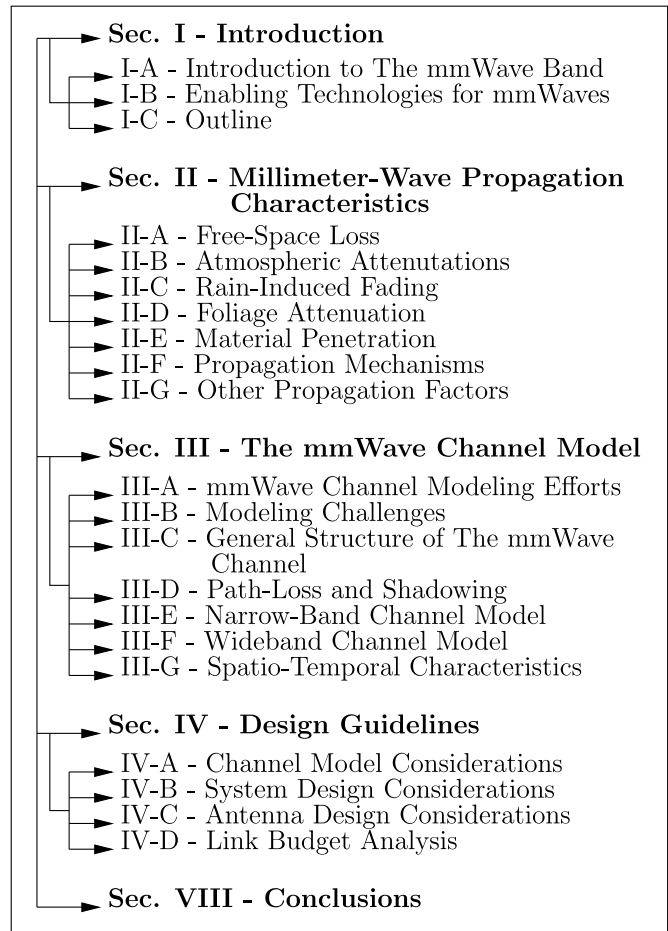 Sec. I - Introduction
I-A - Introduction to The mmWave Band
I-B - Enabling Technologies for mmWaves
I-C - Outline
Sec. II - Millimeter-Wave Propagation
Characteristics
II-A - Free-Space Loss
II-B - Atmospheric Attenutations
II-C - Rain-Induced Fading
II-D - Foliage Attenuation
II-E - Material Penetration
II-F - Propagation Mechanisms
II-G - Other Propagation Factors
Sec. III - The mmWave Channel Model
III-A - mmWave Channel Modeling Efforts
III-B - Modeling Challenges
III-C - General Structure of The mmWave
Channel
III-D - Path-Loss and Shadowing
III-E - Narrow-Band Channel Model
III-F - Wideband Channel Model
III-G - Spatio-Temporal Characteristics
Sec. IV - Design Guidelines
IV-A - Channel Model Considerations
IV-B - System Design Considerations
IV-C - Antenna Design Considerations
IV-D - Link Budget Analysis
Sec. VIII - Conclusions